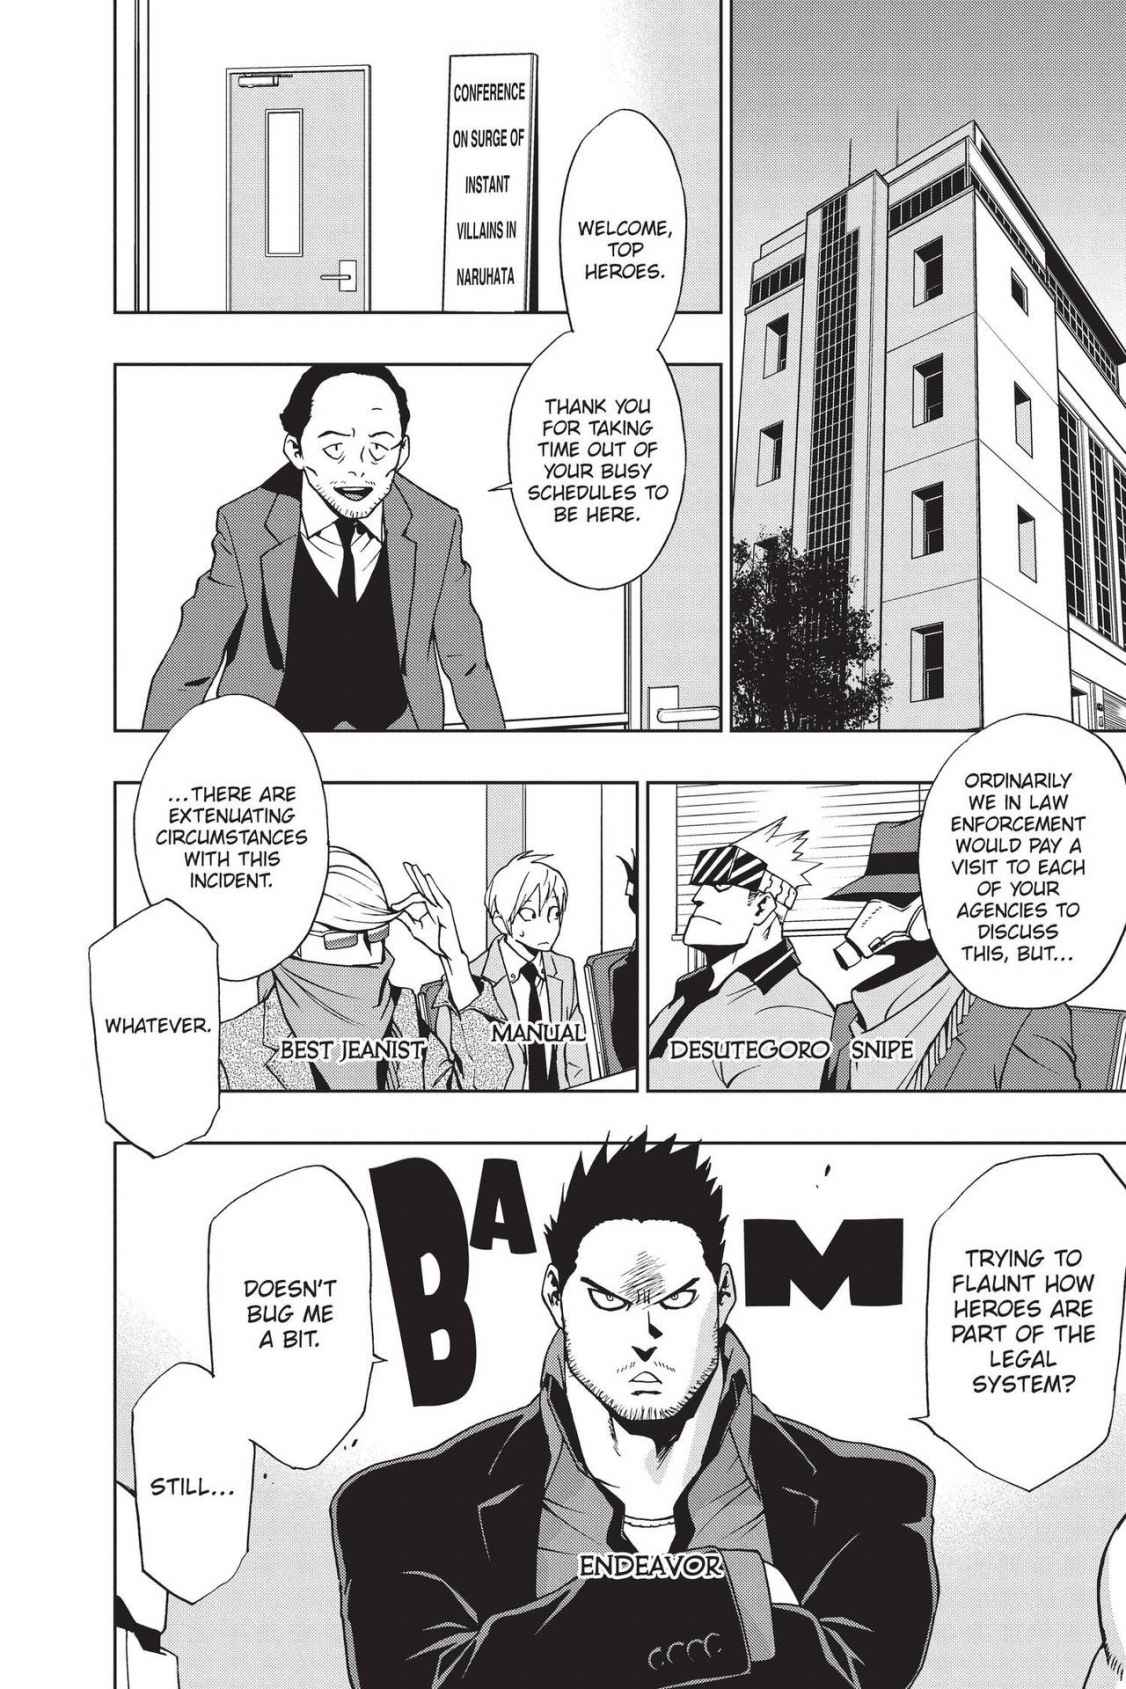 CONFERENCE
ON SURGE OF
INSTANT
VILLAINS IN
NARUHATA
WELCOME,
TOP
HEROES.
THANK YOU
FOR TAKING
TIME OUT OF
YOUR BUSY
SCHEDULES TO
BE HERE.
ORDINARILY
WE IN LAW
ENFORCEMENT
WOULD PAY A
VISIT TO EACH
OF YOUR
AGENCIES TO
DISCUSS
THIS, BUT...
DESUTEGORO
SNIPE
...THERE ARE
EXTENUATING
CIRCUMSTANCES
WITH THIS
INCIDENT.
MANUAL
BEST JEANIST
WHATEVER.
TRYING TO
FLAUNT HOW
HEROES ARE
PART OF THE
LEGAL
SYSTEM?
BAM
ENDEAVOR
DOESN'T
BUG ME
A BIT.
STILL...